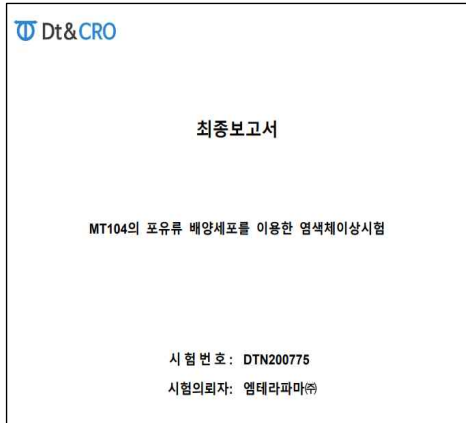 Dt&CRO
최종보고서
MT104의 포유류 배양세포를 이용한 염색체이상시험
시 험 번 호 : DTN200775
시험의뢰자: 엠테라파마㈜